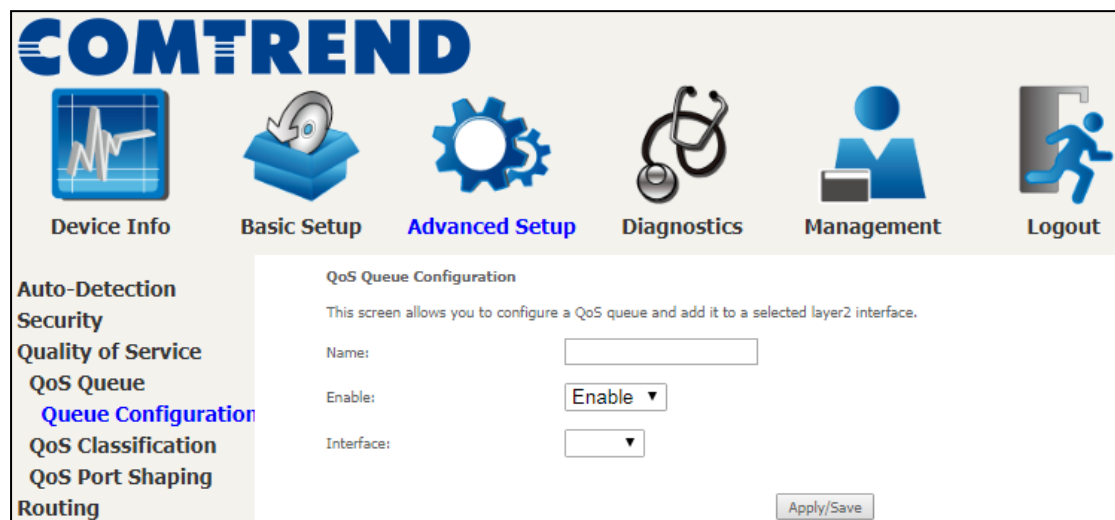 COMTREND
Device Info Basic Setup Advanced Setup Diagnostics Management Logout
Auto-Detection
Security
Quality of Service
QoS Queue
Queue Configuration
QoS Classification
QoS Port Shaping
Routing
QoS Queue Configuration
This screen allows you to configure a QoS queue and add it to a selected layer2 interface.
Name:
Enable: Enable
Interface:
Apply/Save